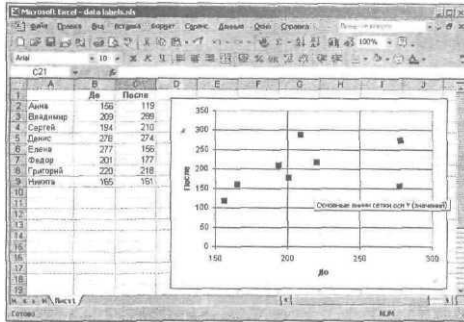 Microsoft Excel - data labels.xls
Файл Правка Вид Вставка Формат Сервис Данные Окно Справка
100%
Arial 10 Ж К Ч
C21
A B C D E F G H I J
1 До После
2 Анна 156 119
3 Владимир 209 289
4 Сергей 194 210
5 Денис 278 274
6 Елена 277 156
7 Федор 201 177
8 Григорий 220 218
9 Никита 165 161
10
11
12
13
14
15
16
17
18
19
350
300
250
200
150
100
50
0
После
150 200 250 300
До
Основные линии сетки оси Y (значений)
Лист1
Готово NUM